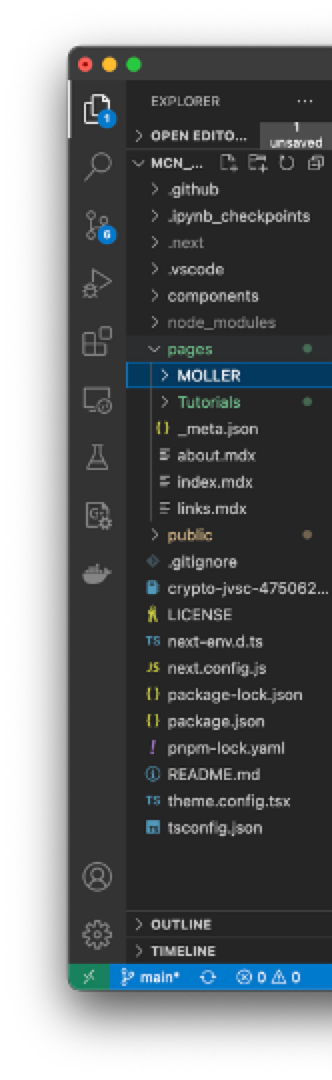 EXPLORER ...
OPEN EDITO... 1 unsaved
MCN_...
.github
.ipynb_checkpoints
.next
.vscode
components
node_modules
pages
MOLLER
Tutorials
{} _meta.json
about.mdx
index.mdx
links.mdx
public
.gitignore
crypto-jvsc-475062...
LICENSE
TS next-env.d.ts
JS next.config.js
{} package-lock.json
{} package.json
! pnpm-lock.yaml
README.md
TS theme.config.tsx
tsconfig.json
OUTLINE
TIMELINE
main* 0 0
1
6